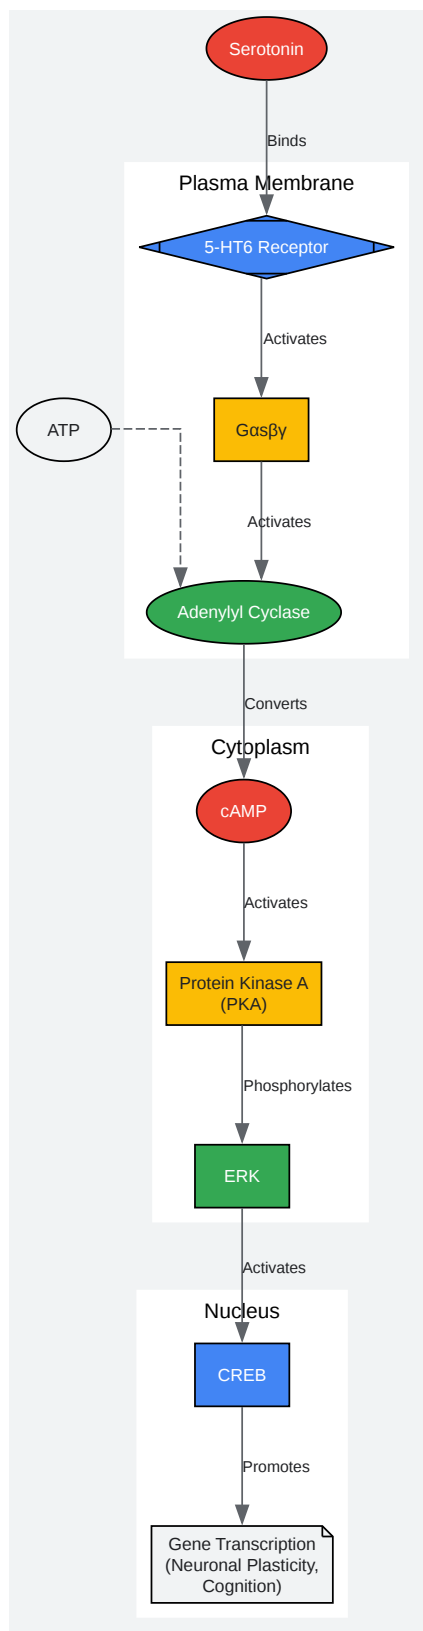 Serotonin
Binds
Plasma Membrane
5-HT6 Receptor
Activates
ATP
Gαsβγ
Activates
Adenylyl Cyclase
Converts
Cytoplasm
cAMP
Activates
Protein Kinase A
(PKA)
Phosphorylates
ERK
Activates
Nucleus
CREB
Promotes
Gene Transcription
(Neuronal Plasticity,
Cognition)